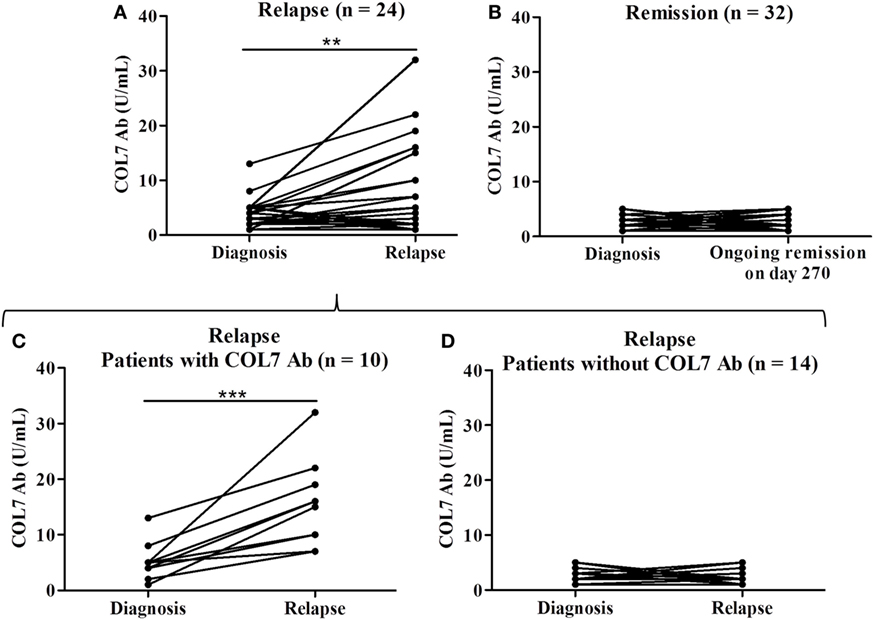 A
Relapse (n = 24)
**
COL7 Ab (U/mL)
40
30
20
10
0
Diagnosis
Relapse
B
Remission (n = 32)
COL7 Ab (U/mL)
40
30
20
10
0
Diagnosis
Ongoing remission
on day 270
C
Relapse
Patients with COL7 Ab (n = 10)
***
COL7 Ab (U/mL)
40
30
20
10
0
Diagnosis
Relapse
D
Relapse
Patients without COL7 Ab (n = 14)
COL7 Ab (U/mL)
40
30
20
10
0
Diagnosis
Relapse